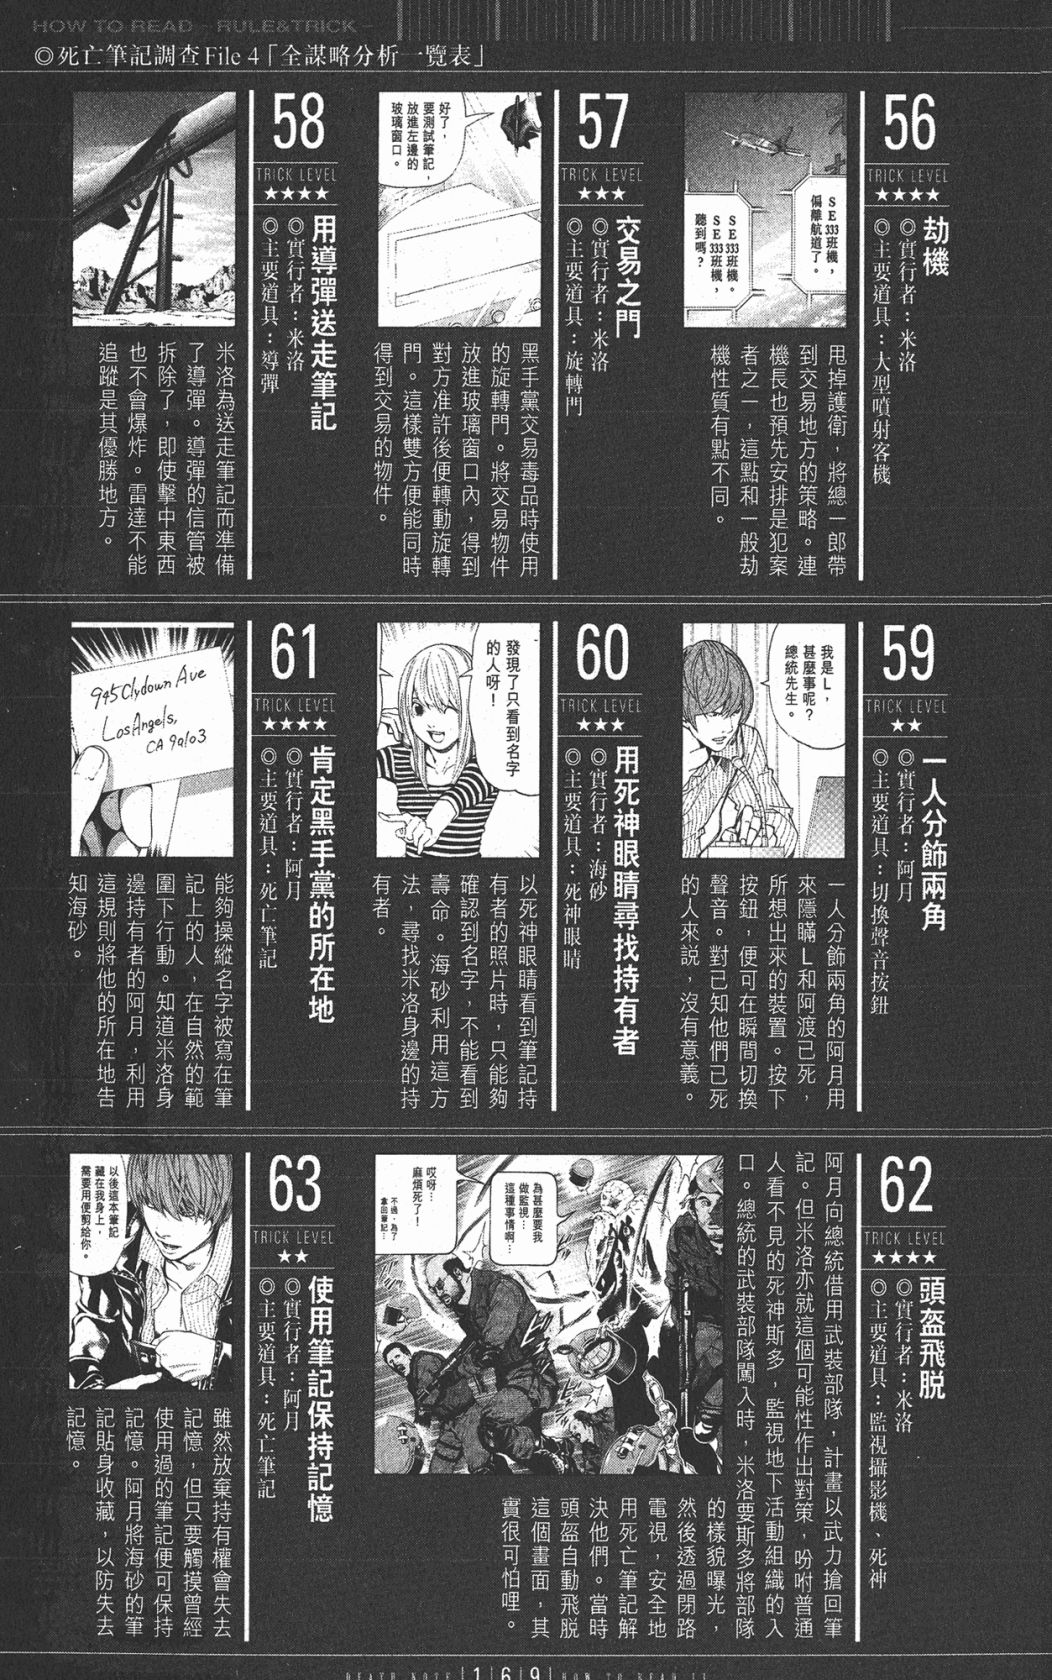 HOW TO READ -RULE&TRICK-
◎死亡筆記調查File 4「全謀略分析一覽表」
56
TRICK LEVEL
★★★★
劫機
◎實行者：米洛
◎主要道具：大型噴射客機
SE333班機，
偏離航道了。
SE333班機。
SE333班機，
聽到嗎？
甩掉護衛，將總一郎帶
到交易地方的策略。連
機長也預先安排是犯案
者之一，這點和一般劫
機性質有點不同。
57
TRICK LEVEL
★★★
交易之門
◎實行者：米洛
◎主要道具：旋轉門
好了，
要測試筆記，
放進左邊的
玻璃窗口。
黑手黨交易毒品時使用
的旋轉門。將交易物件
放進玻璃窗口內，得到
對方准許後便轉動旋轉
門。這樣雙方便能同時
得到交易的物件。
58
TRICK LEVEL
★★★★
用導彈送走筆記
◎實行者：米洛
◎主要道具：導彈
米洛為送走筆記而準備
了導彈。導彈的信管被
拆除了，即使擊中東西
也不會爆炸。雷達不能
追蹤是其優勝地方。
59
TRICK LEVEL
★★
一人分飾兩角
◎實行者：阿月
◎主要道具：切換聲音按鈕
我是L，
甚麼事呢？
總統先生。
一人分飾兩角的阿月用
來隱瞞L和阿渡已死，
所想出來的裝置。按下
按鈕，便可在瞬間切換
聲音。對已知他們已死
的人來說，沒有意義。
60
TRICK LEVEL
★★★
用死神眼睛尋找持有者
◎實行者：海砂
◎主要道具：死神眼睛
發現了只看到名字
的人呀！
以死神眼睛看到筆記持
有者的照片時，只能夠
確認到名字，不能看到
壽命。海砂利用這方
法，尋找米洛身邊的持
有者。
61
TRICK LEVEL
★★★★
肯定黑手黨的所在地
◎實行者：阿月
◎主要道具：死亡筆記
945 Clydown Ave
Los Angels,
CA 90103
能夠操縱名字被寫在筆
記上的人，在自然的範
圍下行動。知道米洛身
邊持有者的阿月，利用
這規則將他的所在地告
知海砂。
62
TRICK LEVEL
★★★★
頭盔飛脫
◎實行者：米洛
◎主要道具：監視攝影機、死神
阿月向總統借用武裝部隊，計畫以武力搶回筆
記。但米洛亦就這個可能性作出對策，吩咐普通
人看不見的死神斯多，監視地下活動組織的入
口。總統的武裝部隊闖入時，米洛要斯多將部隊
的樣貌曝光，
然後透過閉路
電視，安全地
用死亡筆記解
決他們。當時
頭盔自動飛脫
這個畫面，其
實很可怕哩。
為甚麼要我
做監視…
這種事情啊…
哎呀…
麻煩死了！
不過，為了
拿回筆記…
63
TRICK LEVEL
★★
使用筆記保持記憶
◎實行者：阿月
◎主要道具：死亡筆記
以後這本筆記
藏在我身上，
需要用便剪給你。
雖然放棄持有權會失去
記憶，但只要觸摸曾經
使用過的筆記便可保持
記憶。阿月將海砂的筆
記貼身收藏，以防失去
記憶。
DEATH NOTE 169 HOW TO READ 13